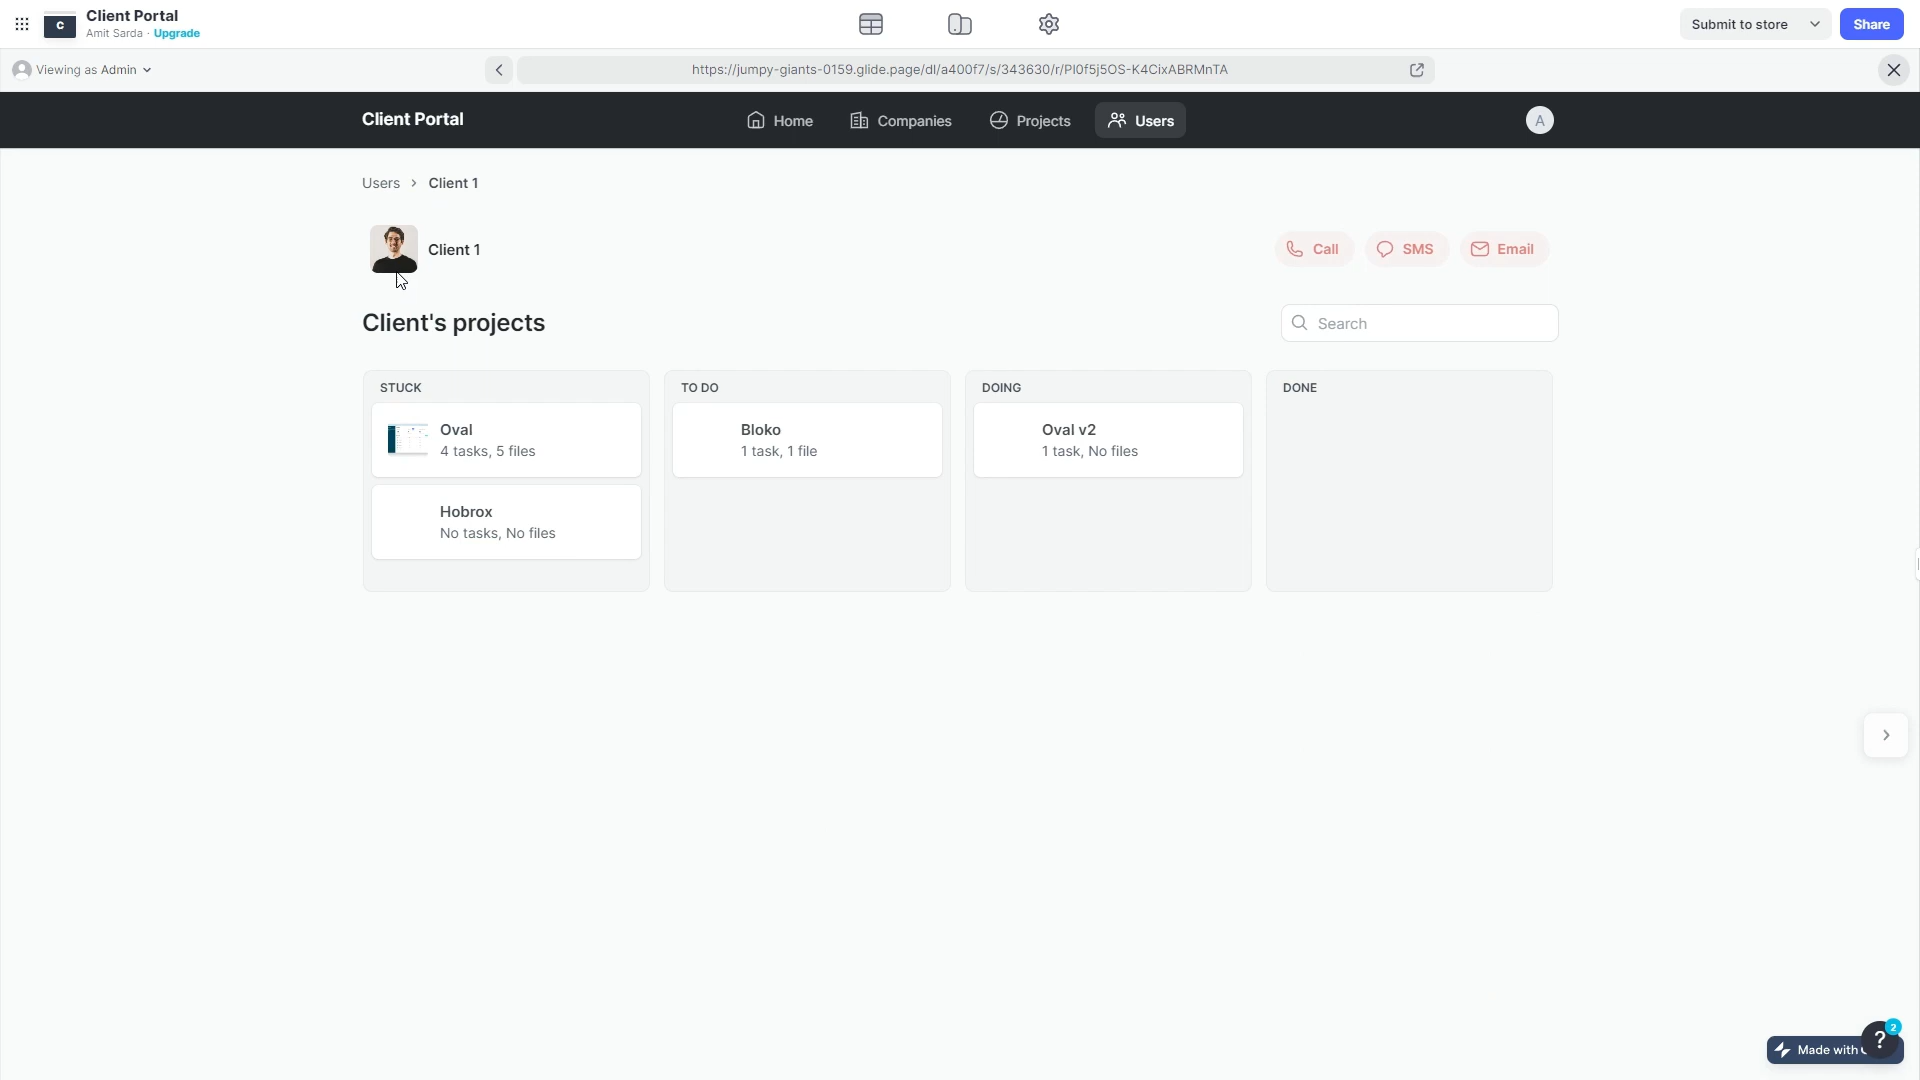 C
Client Portal
Amit Sarda · Upgrade
Submit to store
Share
Viewing as Admin
https://jumpy-giants-0159.glide.page/dl/a400f7/s/343630/r/PI0f5j5OS-K4CixABRMnTA
Client Portal
Home
Companies
Projects
Users
A
Users > Client 1
Client 1
Call
SMS
Email
Client's projects
Search
STUCK
Oval
4 tasks, 5 files
Hobrox
No tasks, No files
TO DO
Bloko
1 task, 1 file
DOING
Oval v2
1 task, No files
DONE
Made with
?
2